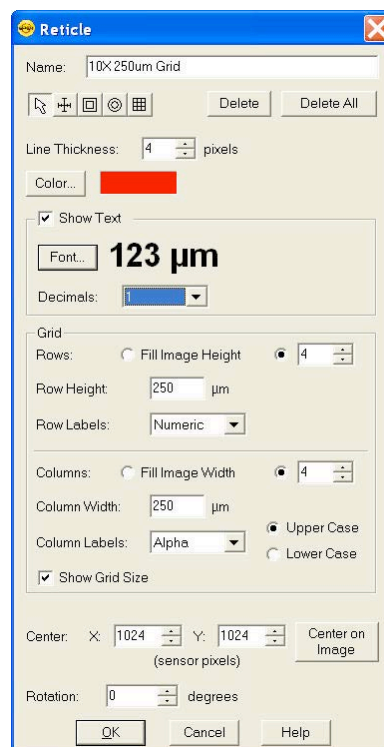 Reticle
Name: 10X 250um Grid
Delete Delete All
Line Thickness: 4 pixels
Color...
Show Text
Font... 123 µm
Decimals: 1
Grid
Rows: Fill Image Height 4
Row Height: 250 µm
Row Labels: Numeric
Columns: Fill Image Width 4
Column Width: 250 µm
Upper Case
Column Labels: Alpha
Lower Case
Show Grid Size
Center: X: 1024 Y: 1024 Center on Image
(sensor pixels)
Rotation: 0 degrees
OK Cancel Help